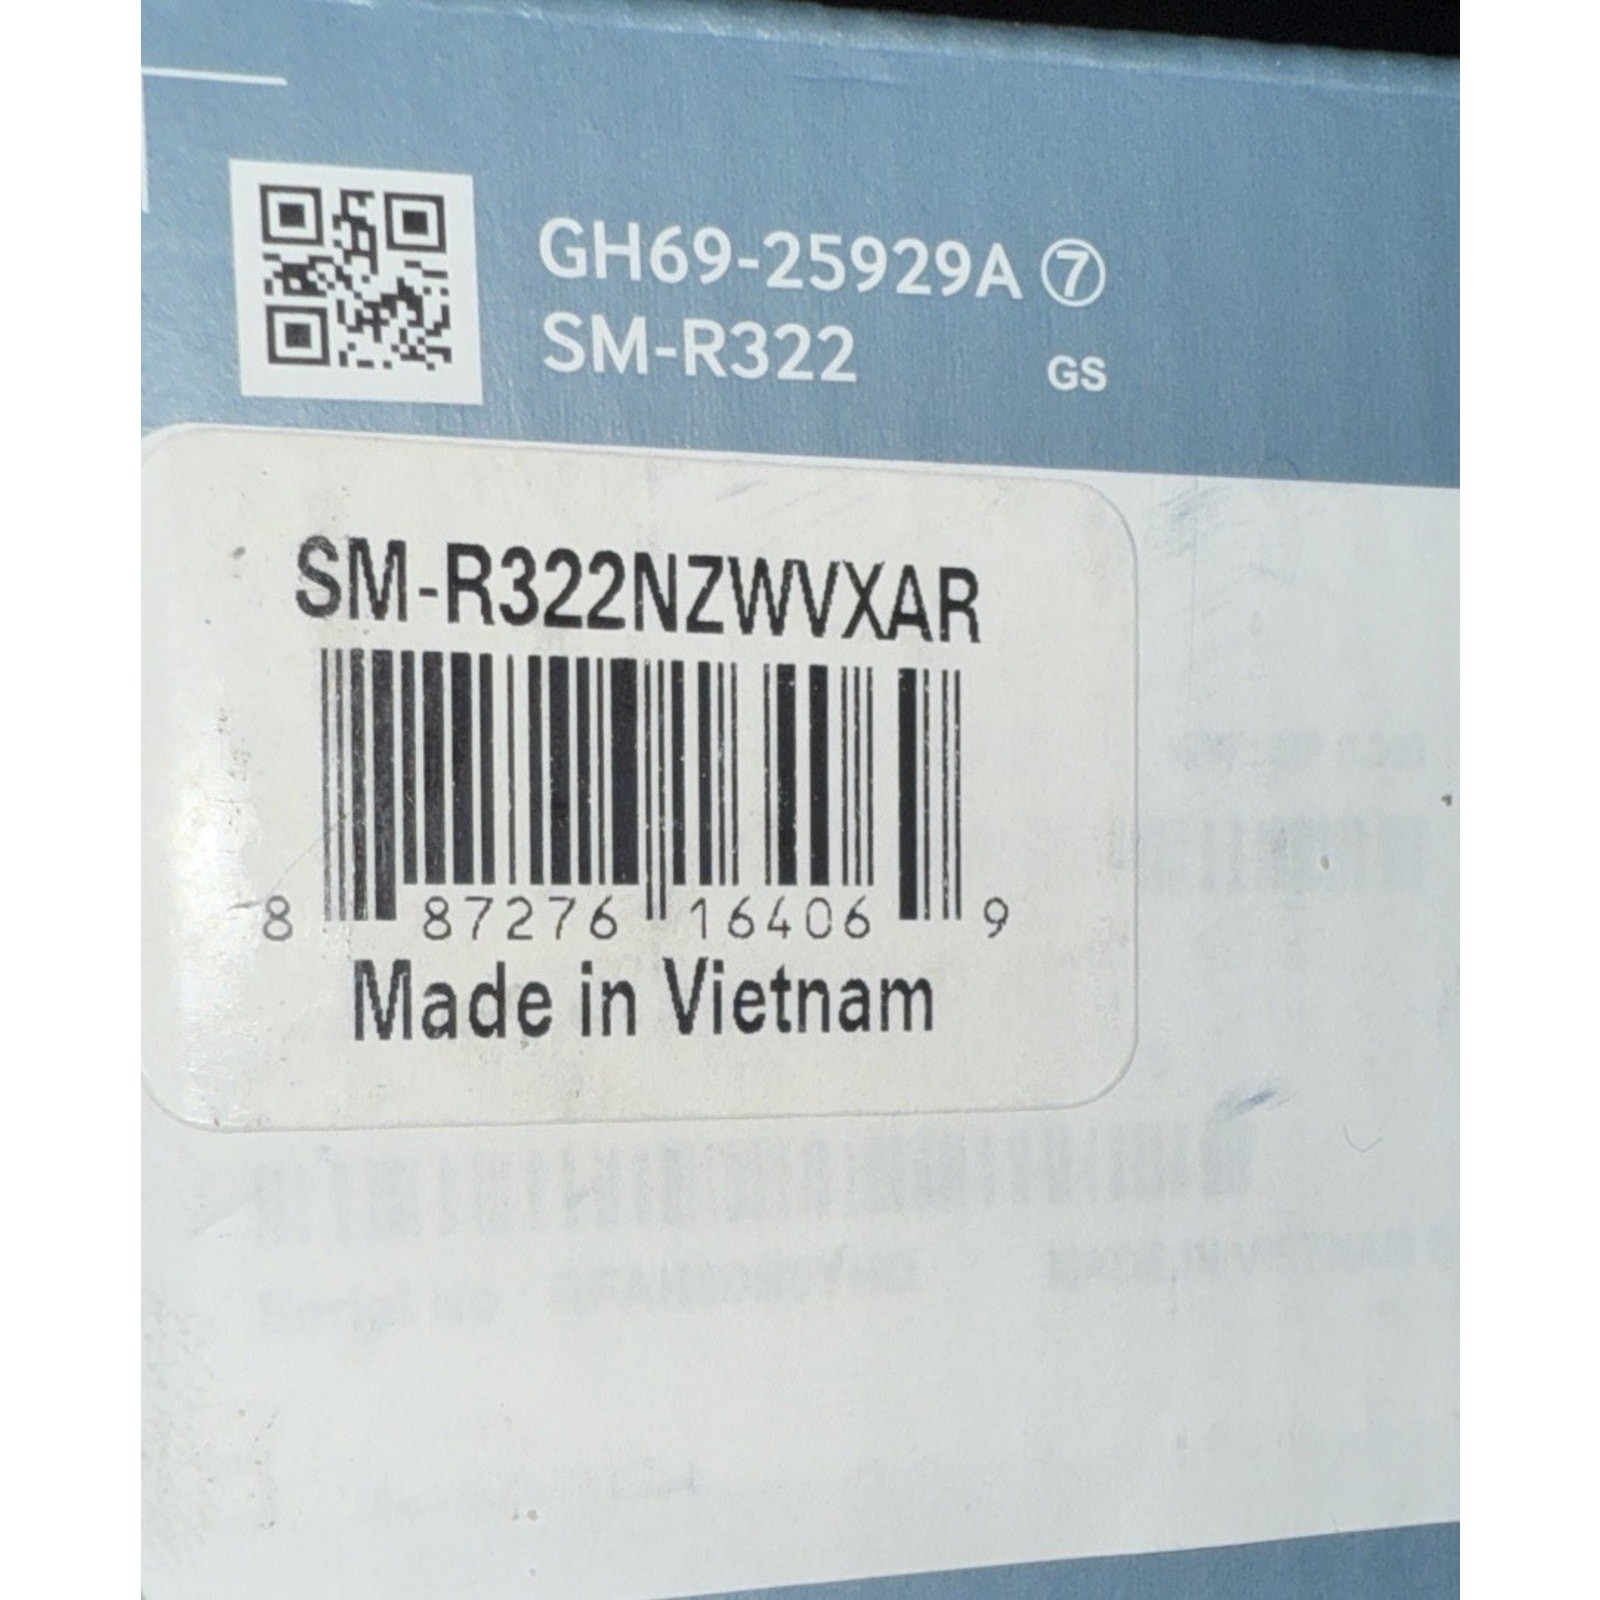 GH69-25929A ⑦
SM-R322 GS
SM-R322NZWVXAR
8 87276 16406 9
Made in Vietnam